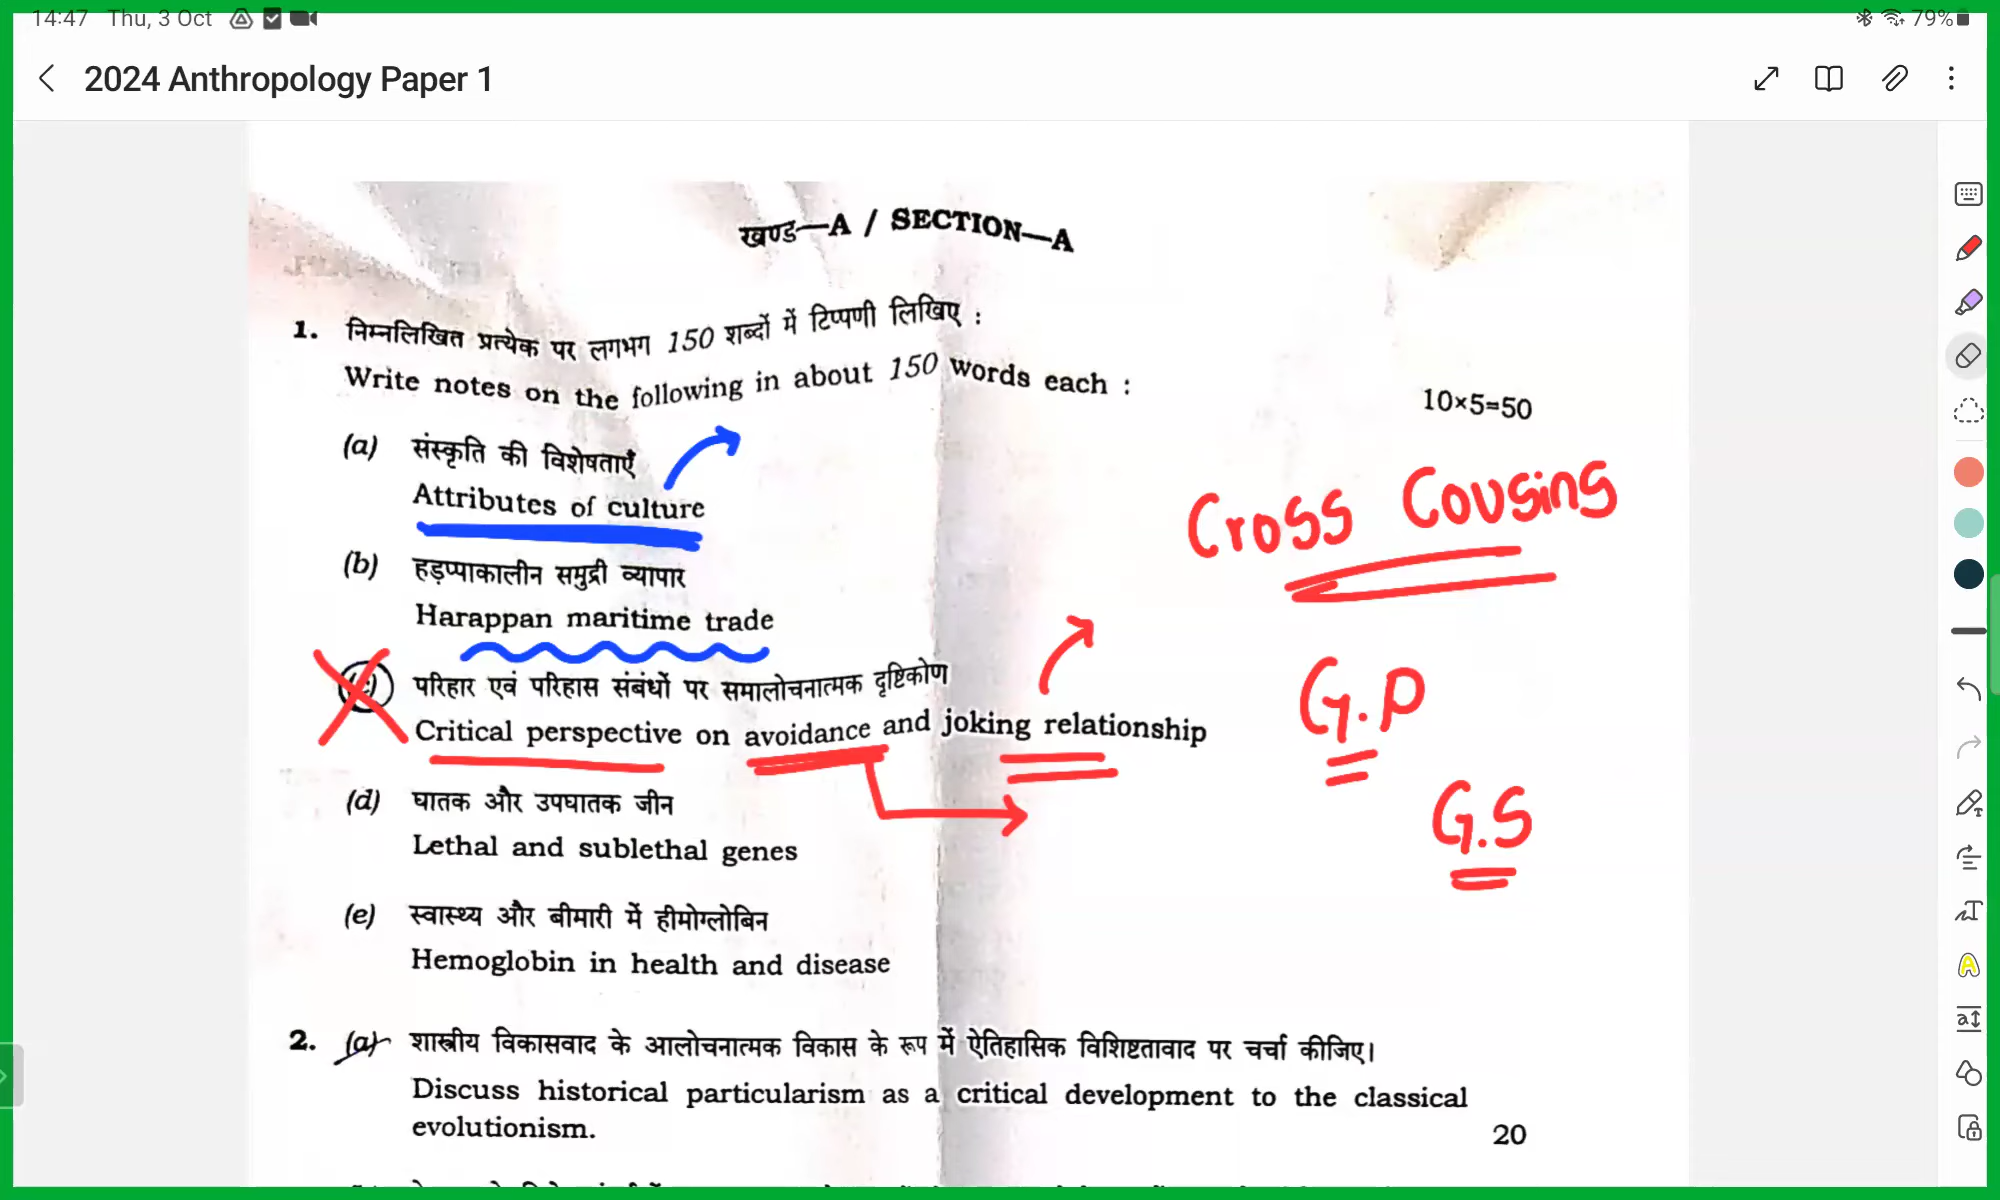 14:47 Thu, 3 Oct
79%
2024 Anthropology Paper 1
खण्ड—A / SECTION—A
1. निम्नलिखित प्रत्येक पर लगभग 150 शब्दों में टिप्पणी लिखिए :
Write notes on the following in about 150 words each :
10×5=50
(a) संस्कृति की विशेषताएँ
Attributes of culture
Cross Cousins
(b) हड़प्पाकालीन समुद्री व्यापार
Harappan maritime trade
(c) परिहार एवं परिहास संबंधों पर समालोचनात्मक दृष्टिकोण
G.P
Critical perspective on avoidance and joking relationship
(d) घातक और उपघातक जीन
G.S
Lethal and sublethal genes
(e) स्वास्थ्य और बीमारी में हीमोग्लोबिन
Hemoglobin in health and disease
2. (a) शास्त्रीय विकासवाद के आलोचनात्मक विकास के रूप में ऐतिहासिक विशिष्टतावाद पर चर्चा कीजिए।
Discuss historical particularism as a critical development to the classical
evolutionism.
20